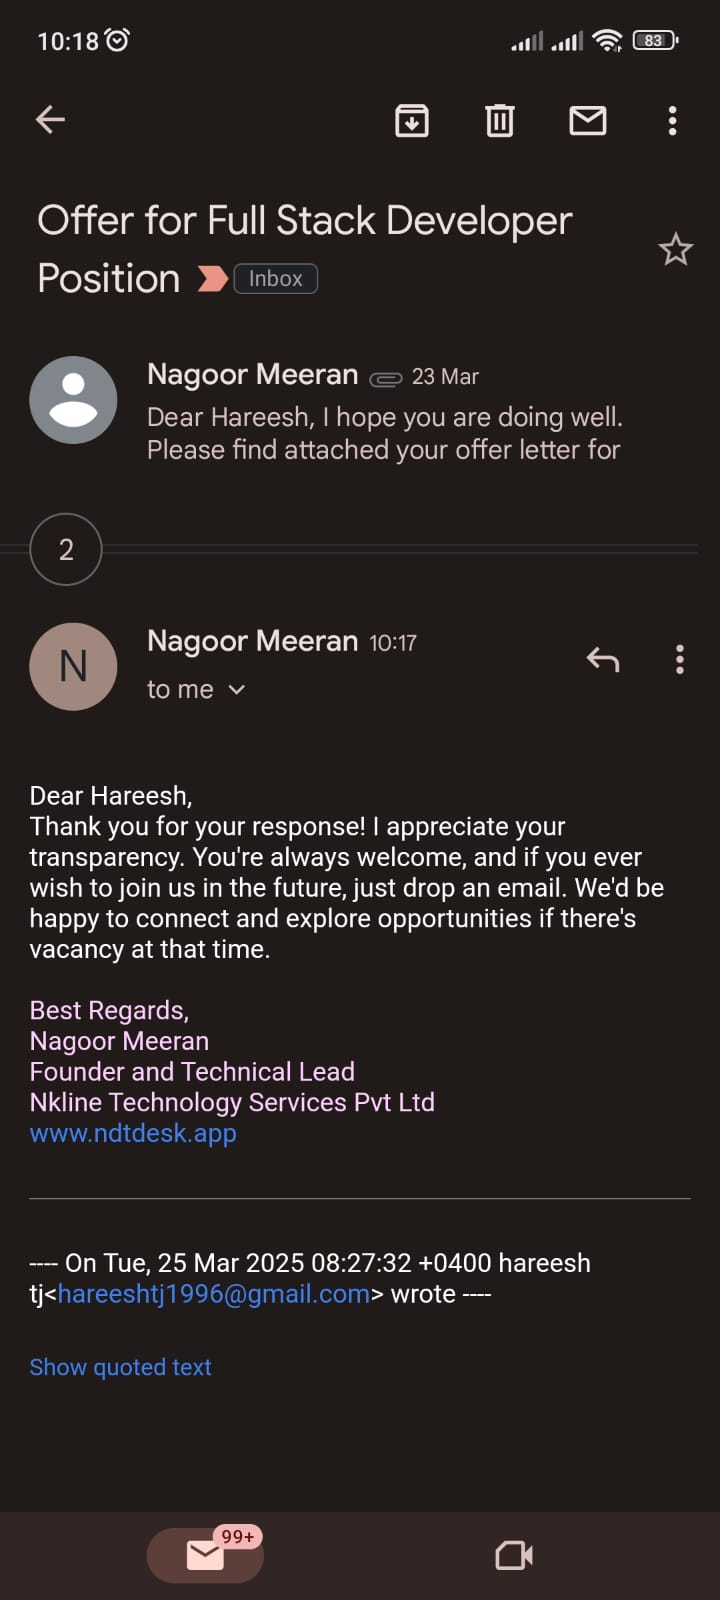 10:18
83
Offer for Full Stack Developer
Position Inbox
Nagoor Meeran 23 Mar
Dear Hareesh, I hope you are doing well.
Please find attached your offer letter for
2
N
Nagoor Meeran 10:17
to me
Dear Hareesh,
Thank you for your response! I appreciate your
transparency. You're always welcome, and if you ever
wish to join us in the future, just drop an email. We'd be
happy to connect and explore opportunities if there's
vacancy at that time.
Best Regards,
Nagoor Meeran
Founder and Technical Lead
Nkline Technology Services Pvt Ltd
www.ndtdesk.app
---- On Tue, 25 Mar 2025 08:27:32 +0400 hareesh
tj<hareeshtj1996@gmail.com> wrote ----
Show quoted text
99+